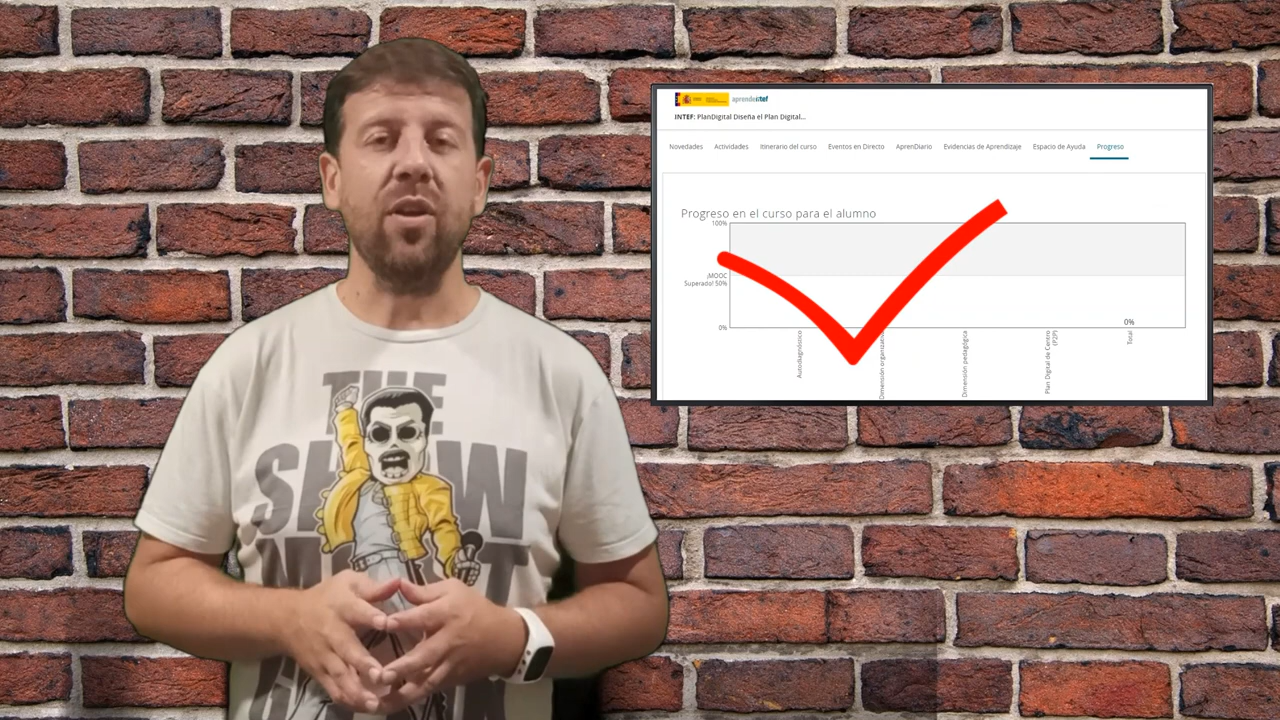 THE
SHOW
MUST
aprendeintef
INTEF: PlanDigital Diseña el Plan Digital...
Novedades
Actividades
Itinerario del curso
Eventos en Directo
AprenDiario
Evidencias de Aprendizaje
Espacio de Ayuda
Progreso
Progreso en el curso para el alumno
100%
¡MOOC
Superado! 50%
0%
0%
Autodiagnóstico
Dimensión organizativa
Dimensión pedagógica
Plan Digital de Centro
(P2P)
Total